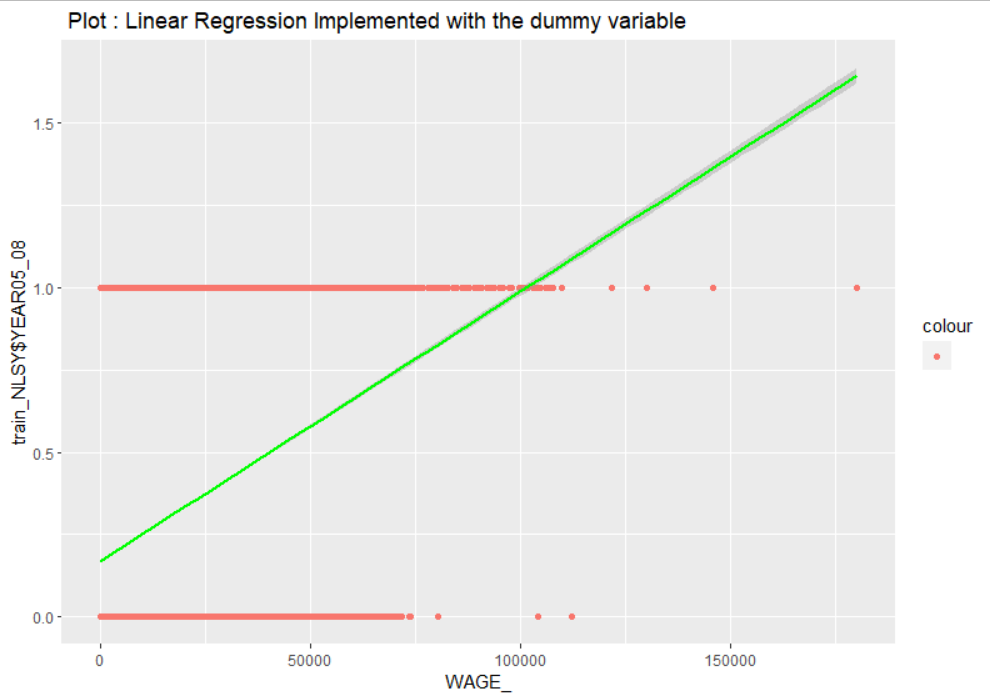 Plot : Linear Regression Implemented with the dummy variable
train_NLSY$YEAR05_08
1.5
1.0
0.5
0.0
0
50000
100000
150000
WAGE_
colour